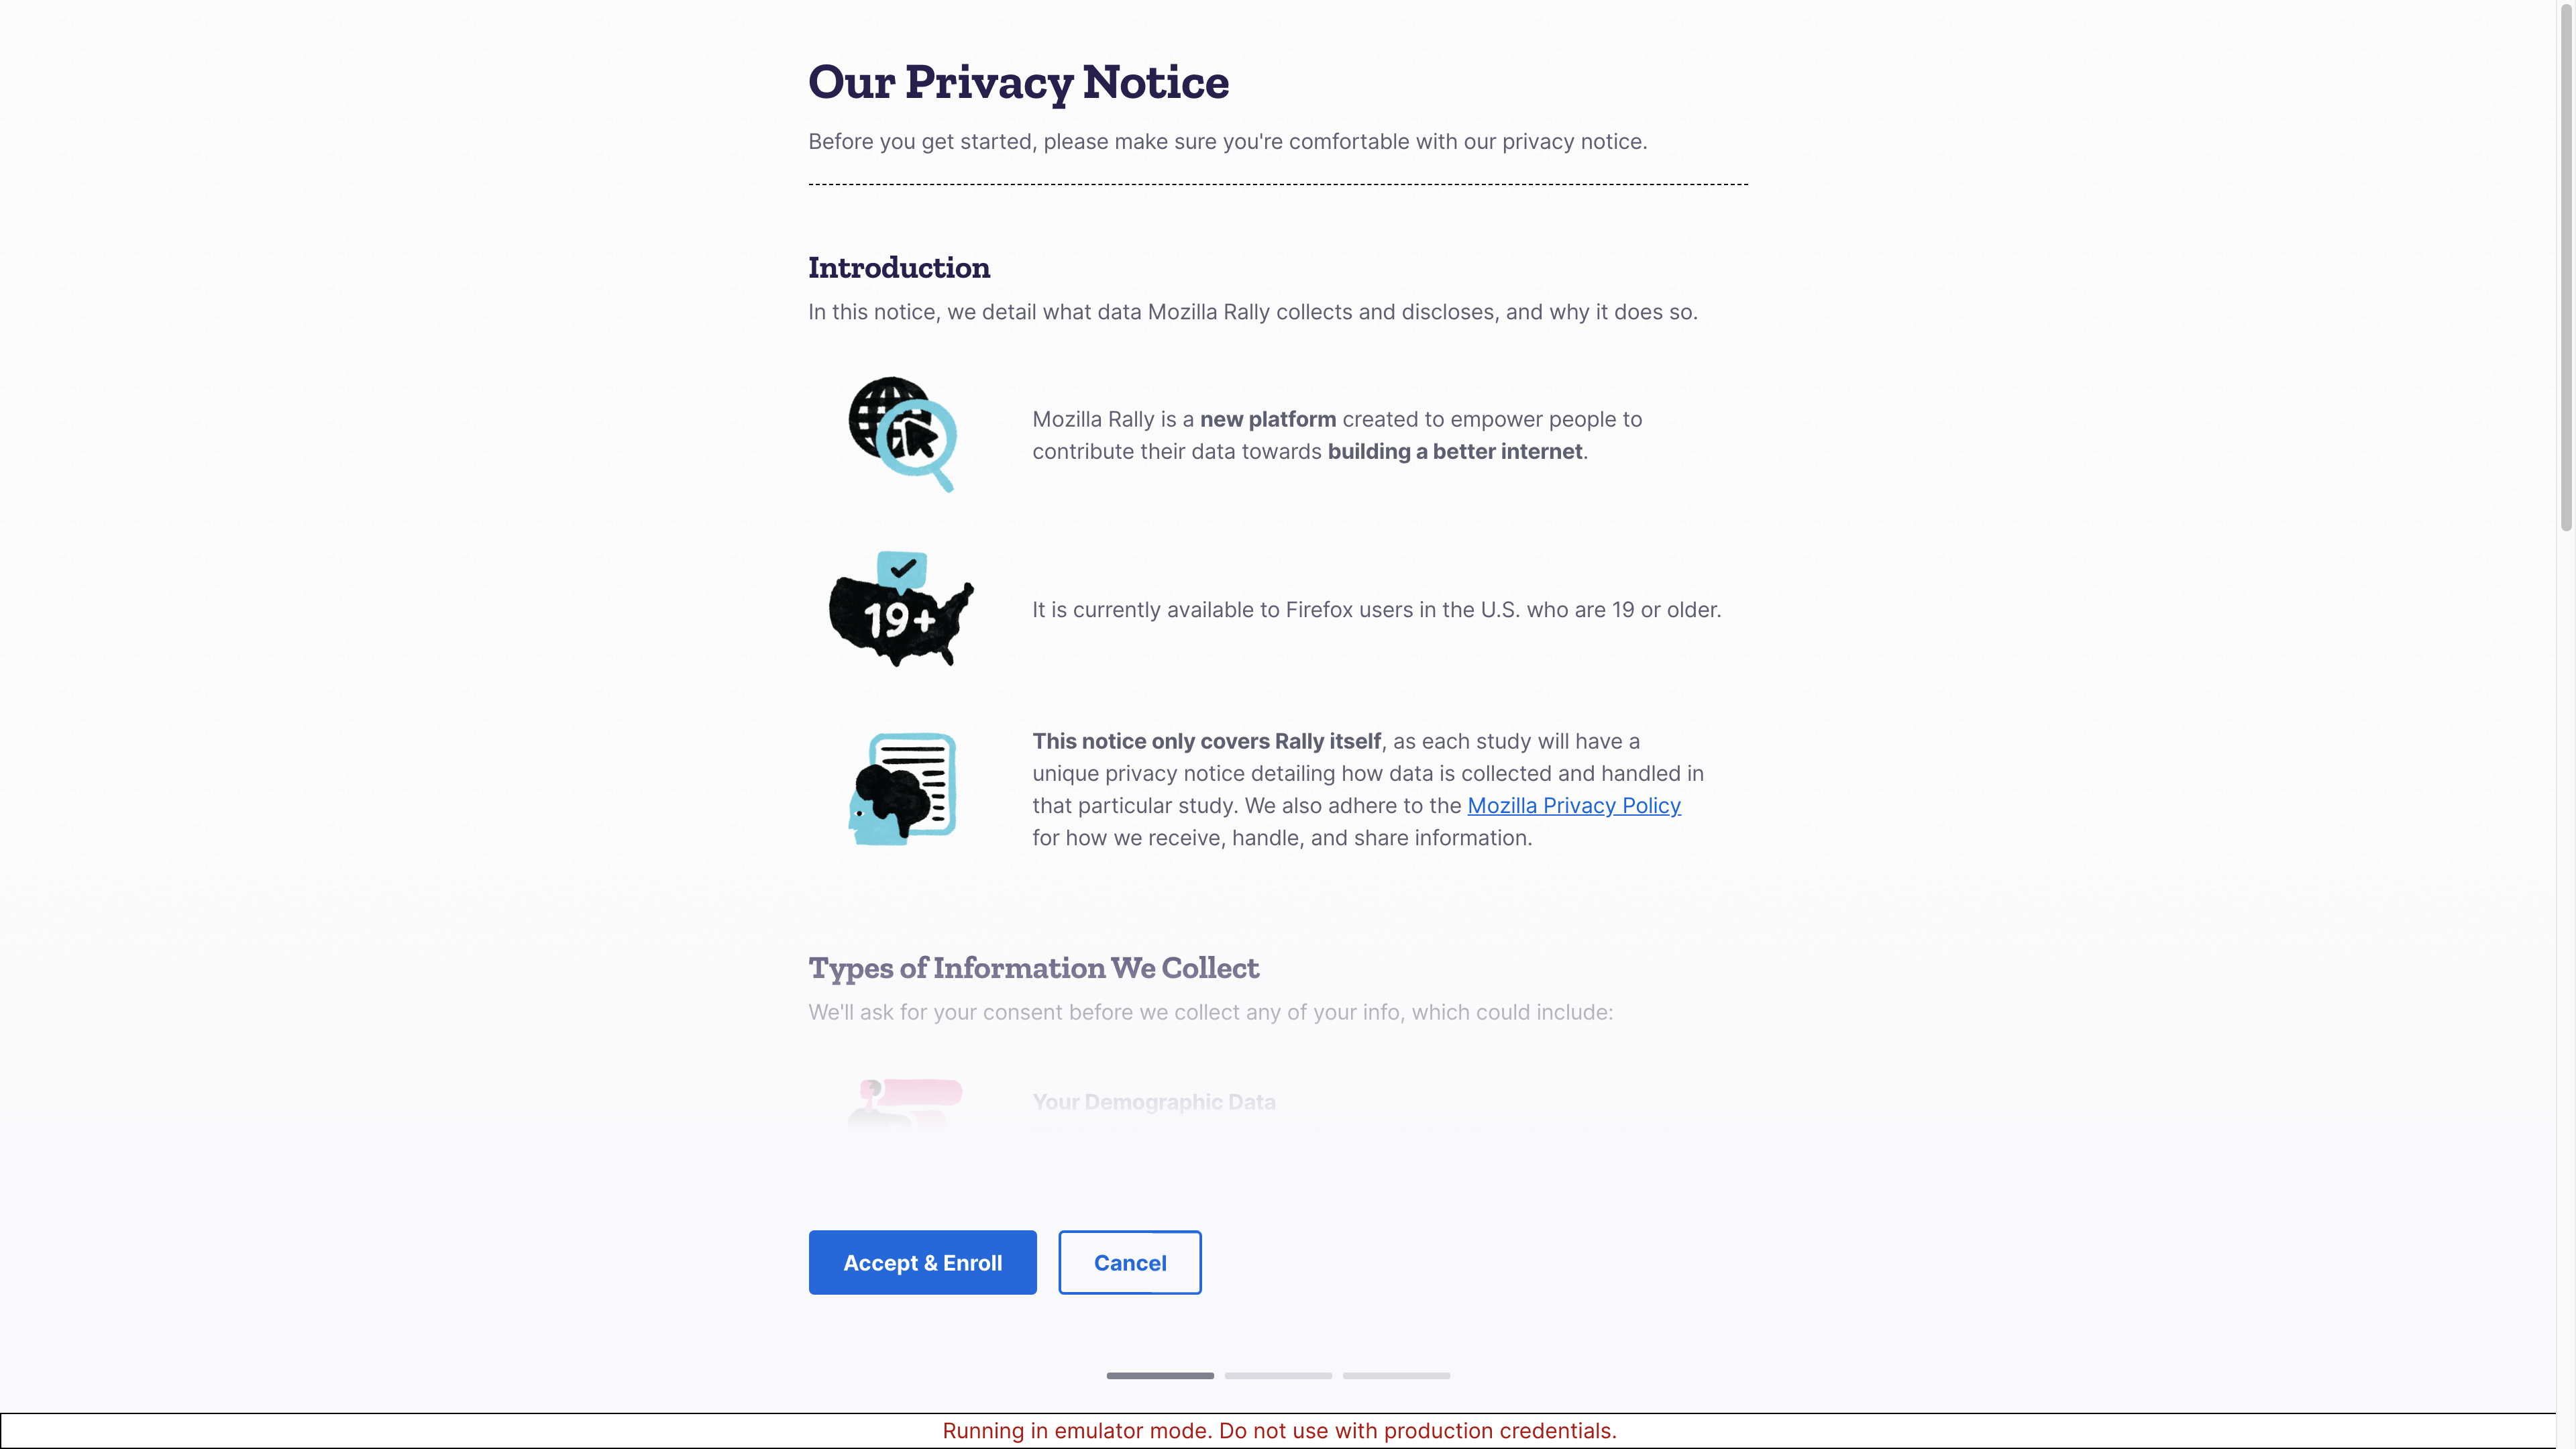 Our Privacy Notice
Before you get started, please make sure you're comfortable with our privacy notice.
Introduction
In this notice, we detail what data Mozilla Rally collects and discloses, and why it does so.
Mozilla Rally is a new platform created to empower people to
contribute their data towards building a better internet.
19+
It is currently available to Firefox users in the U.S. who are 19 or older.
This notice only covers Rally itself, as each study will have a
unique privacy notice detailing how data is collected and handled in
that particular study. We also adhere to the Mozilla Privacy Policy
for how we receive, handle, and share information.
Types of Information We Collect
We'll ask for your consent before we collect any of your info, which could include:
Your Demographic Data
Accept & Enroll
Cancel
Running in emulator mode. Do not use with production credentials.